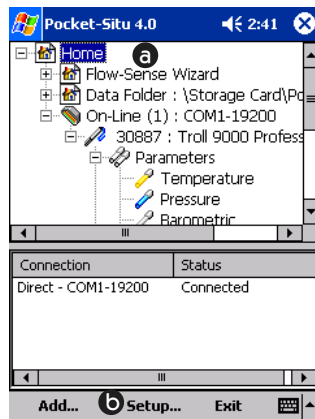 Pocket-Situ 4.0 2:41
Home a
Flow-Sense Wizard
Data Folder : \Storage Card\Po
On-Line (1) : COM1-19200
30887 : Troll 9000 Profess
Parameters
Temperature
Pressure
Barometric
Connection Status
Direct - COM1-19200 Connected
Add... b Setup... Exit